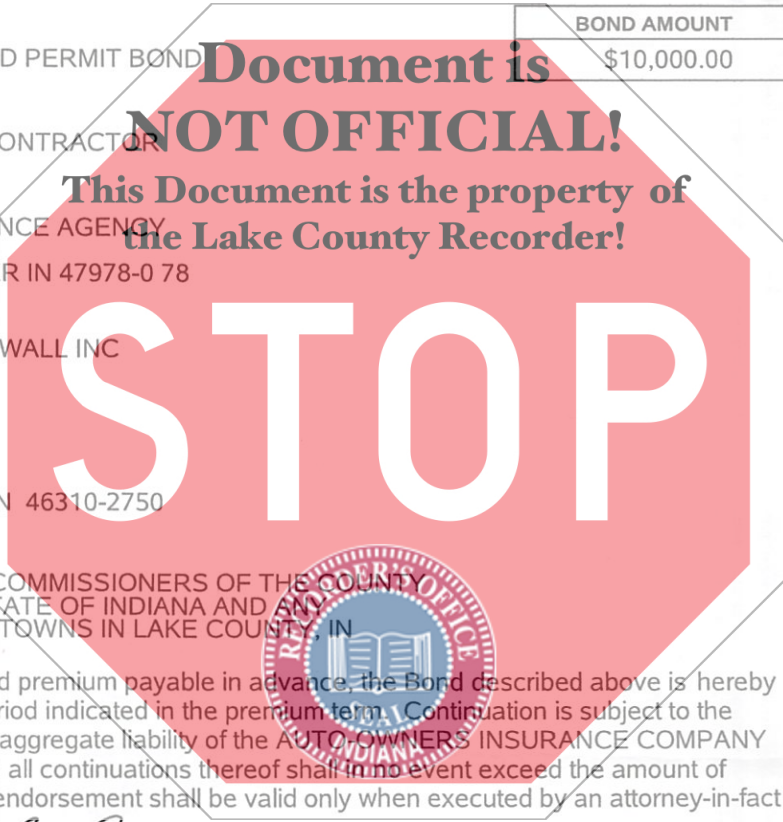 BOND AMOUNT
D PERMIT BOND
$10,000.00
Document is
NOT OFFICIAL!
ONTRACTOR
This Document is the property of
the Lake County Recorder!
NCE AGENCY
R IN 47978-0 78
WALL INC
STOP
N 46310-2750
COMMISSIONERS OF THE COUNTY
ATE OF INDIANA AND ANY
TOWNS IN LAKE COUNTY, IN
RECORDER'S OFFICE
SEAL
INDIANA
d premium payable in advance, the Bond described above is hereby
riod indicated in the premium term. Continuation is subject to the
aggregate liability of the AUTO-OWNERS INSURANCE COMPANY
all continuations thereof shall in no event exceed the amount of
endorsement shall be valid only when executed by an attorney-in-fact